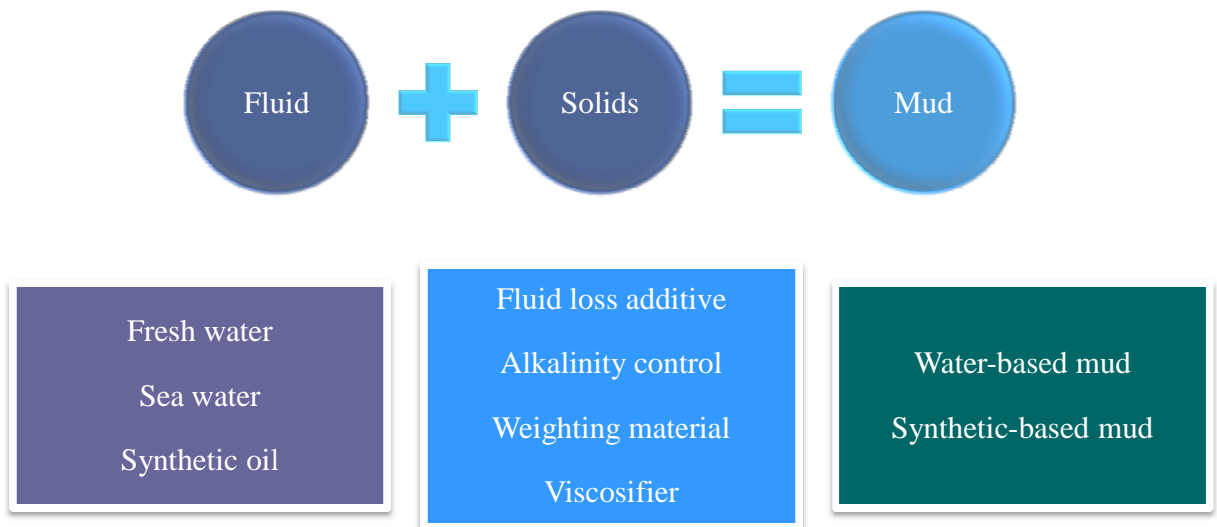 Fluid
Solids
Mud
Fresh water
Sea water
Synthetic oil
Fluid loss additive
Alkalinity control
Weighting material
Viscosifier
Water-based mud
Synthetic-based mud